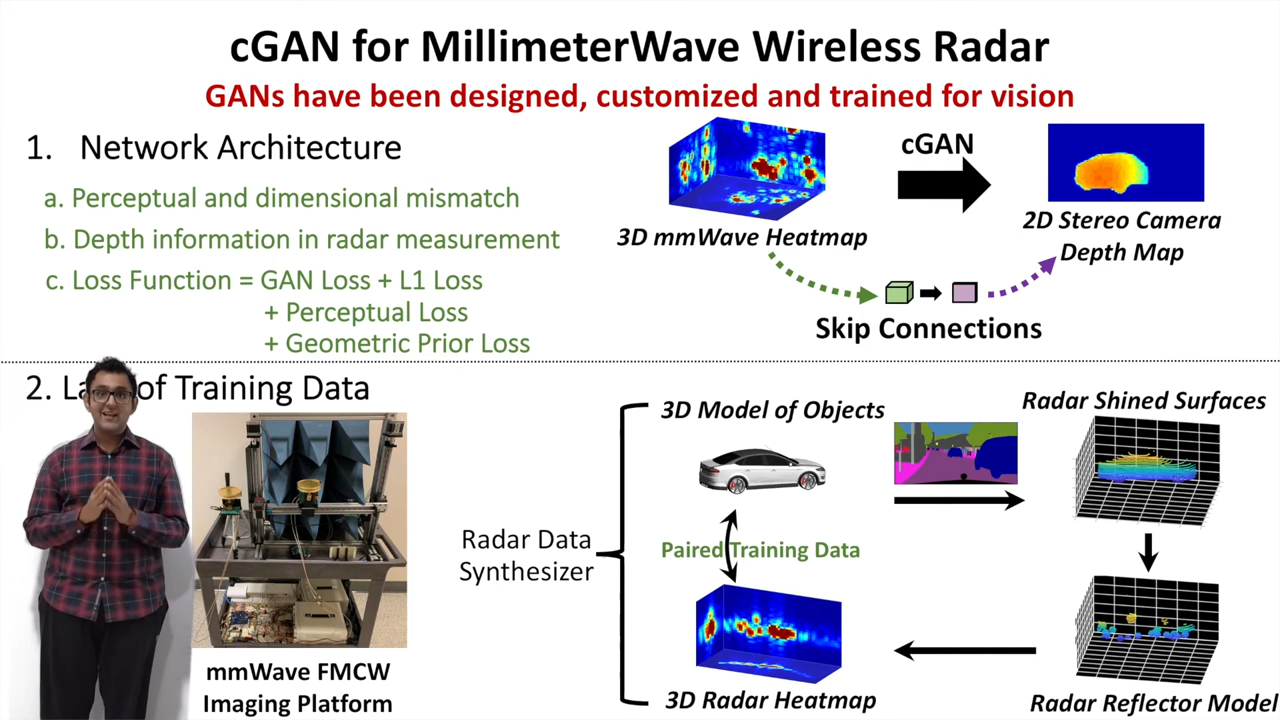 cGAN for MillimeterWave Wireless Radar
GANs have been designed, customized and trained for vision
1. Network Architecture
a. Perceptual and dimensional mismatch
b. Depth information in radar measurement
c. Loss Function = GAN Loss + L1 Loss
+ Perceptual Loss
+ Geometric Prior Loss
cGAN
3D mmWave Heatmap
2D Stereo Camera
Depth Map
Skip Connections
2. La of Training Data
mmWave FMCW
Imaging Platform
Radar Data
Synthesizer
3D Model of Objects
Radar Shined Surfaces
Paired Training Data
3D Radar Heatmap
Radar Reflector Model